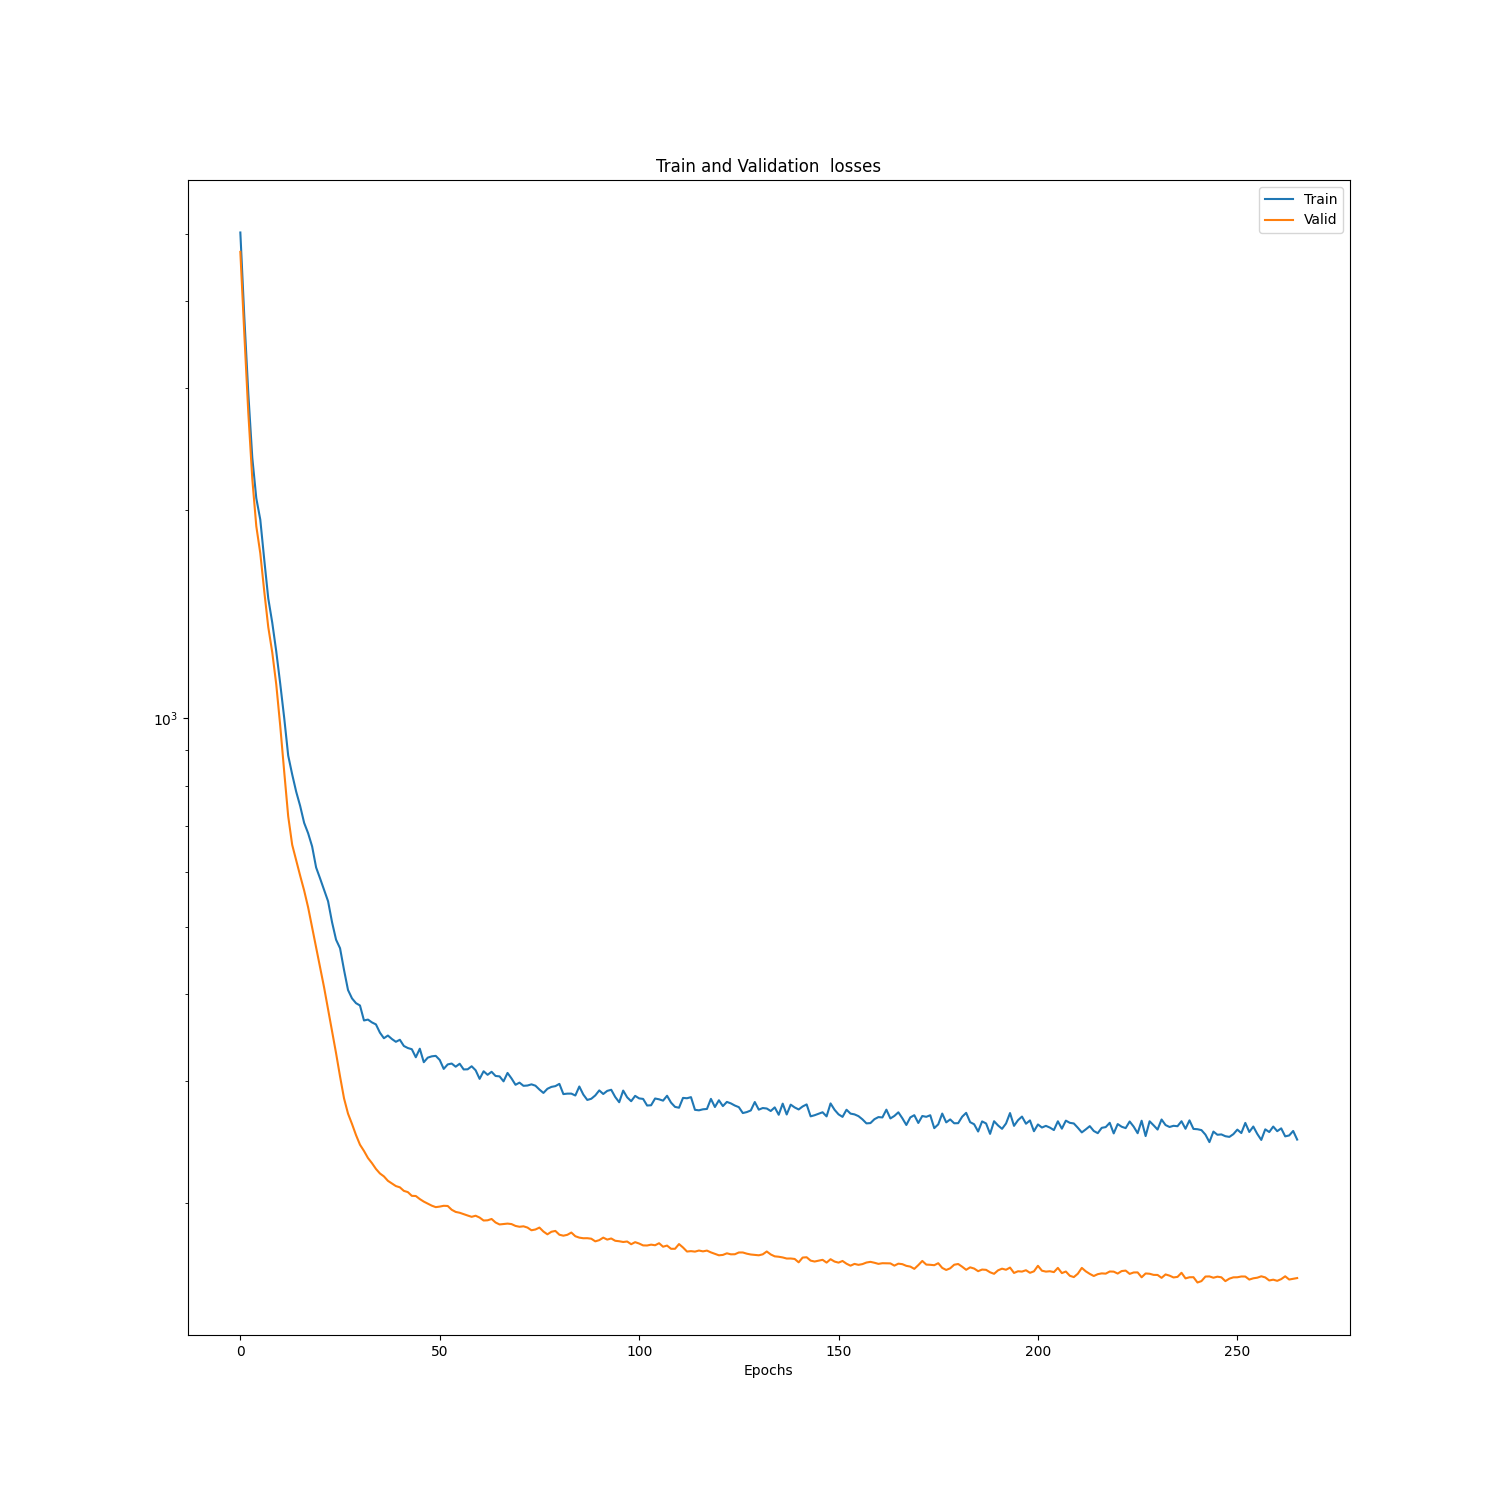 Train and Validation  losses
Train
Valid
10³
0 50 100 150 200 250
Epochs